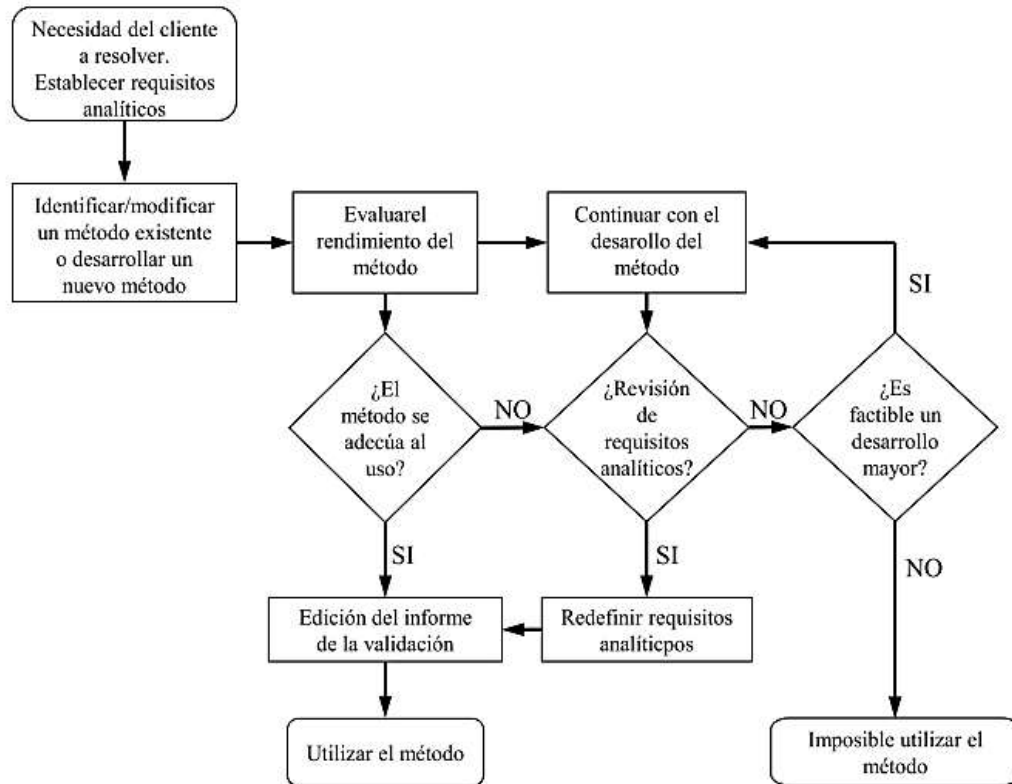 Necesidad del cliente
a resolver.
Establecer requisitos
analíticos
Identificar/modificar
un método existente
o desarrollar un
nuevo método
Evaluarel
rendimiento del
método
Continuar con el
desarollo del
método
SI
¿El
método se
adecúa al
uso?
NO
¿Revisión
de
requisitos
analíticos?
NO
¿Es
factible un
desarrollo
mayor?
SI
SI
NO
Edición del informe
de la validación
Redefinir requisitos
analíticpos
Utilizar el método
Imposible utilizar el
método